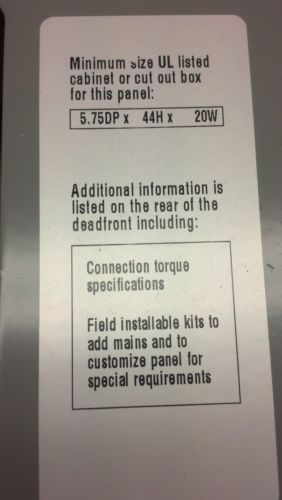 Minimum size UL listed
cabinet or cut out box
for this panel:
5.75DP x 44H x 20W
Additional information is
listed on the rear of the
deadfront including:
Connection torque
specifications
Field installable kits to
add mains and to
customize panel for
special requirements